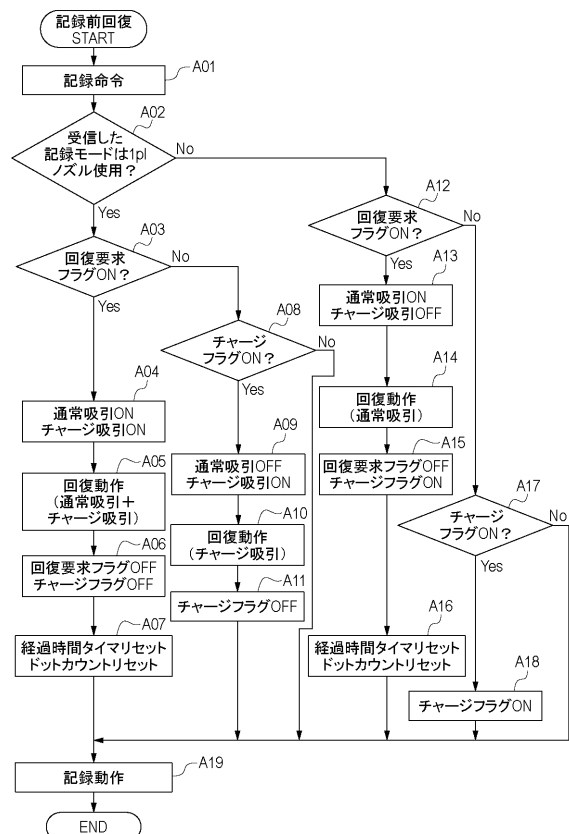 記録前回復
START
A01
記録命令
A02
受信した
記録モードは1pl
ノズル使用？
No
Yes
A03
回復要求
フラグON？
No
Yes
A04
通常吸引ON
チャージ吸引ON
A05
回復動作
(通常吸引＋
チャージ吸引)
A06
回復要求フラグOFF
チャージフラグOFF
A07
経過時間タイマリセット
ドットカウントリセット
A08
チャージ
フラグON？
No
Yes
A09
通常吸引OFF
チャージ吸引ON
A10
回復動作
(チャージ吸引)
A11
チャージフラグOFF
A12
回復要求
フラグON？
No
Yes
A13
通常吸引ON
チャージ吸引OFF
A14
回復動作
(通常吸引)
A15
回復要求フラグOFF
チャージフラグON
A16
経過時間タイマリセット
ドットカウントリセット
A17
チャージ
フラグON？
No
Yes
A18
チャージフラグON
A19
記録動作
END